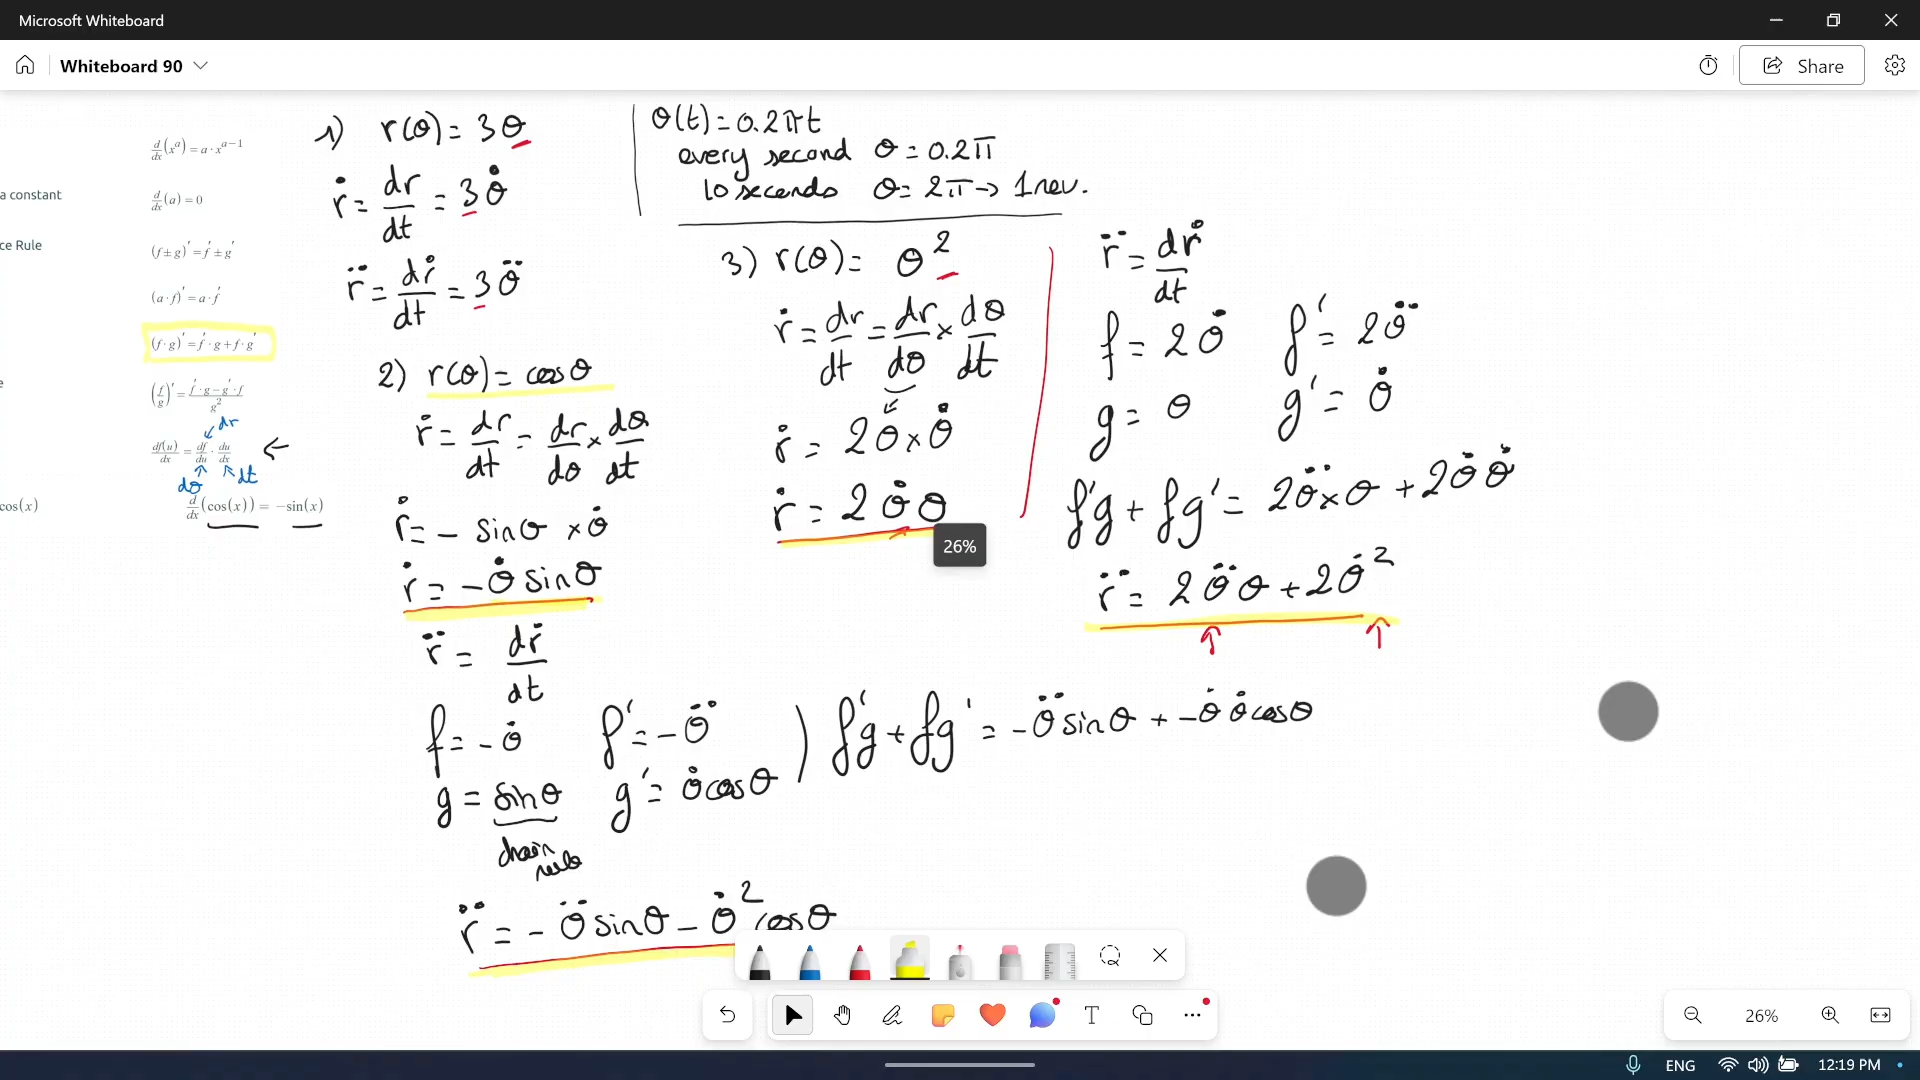 Microsoft Whiteboard
Whiteboard 90
Share
d/dx(x^a) = a · x^(a−1)
a constant
d/dx(a) = 0
ce Rule
(f ± g)' = f' ± g'
(a · f)' = a · f'
(f · g)' = f' · g + f · g'
e
(f/g)' = (f' · g − g' · f)/g²
dr
df(u)/dx = df/du · du/dx ←
dθ
dt
cos(x)
d/dx(cos(x)) = −sin(x)
1) r(θ) = 3θ
ṙ = dr/dt = 3θ̇
r̈ = dṙ/dt = 3θ̈
2) r(θ) = cosθ
ṙ = dr/dt = dr/dθ × dθ/dt
ṙ = − sinθ × θ̇
ṙ = −θ̇ sinθ
r̈ = dṙ/dt
f = −θ̇ f' = −θ̈
g = sinθ g' = θ̇cosθ
chain
rule
) f'g + fg' = −θ̈ sinθ + −θ̇ θ̇cosθ
r̈ = −θ̈ sinθ − θ̇² cosθ
θ(t) = 0.2πt
every second θ = 0.2π
10 seconds θ = 2π → 1 rev.
3) r(θ) = θ²
ṙ = dr/dt = dr/dθ × dθ/dt
ṙ = 2θ × θ̇
ṙ = 2 θ̇ θ
26%
r̈ = dṙ/dt
f = 2θ̇ f' = 2θ̈
g = θ g' = θ̇
f'g + fg' = 2θ̈ × θ + 2θ̇ θ̇
r̈ = 2θ̈ θ + 2θ̇²
26%
ENG
12:19 PM